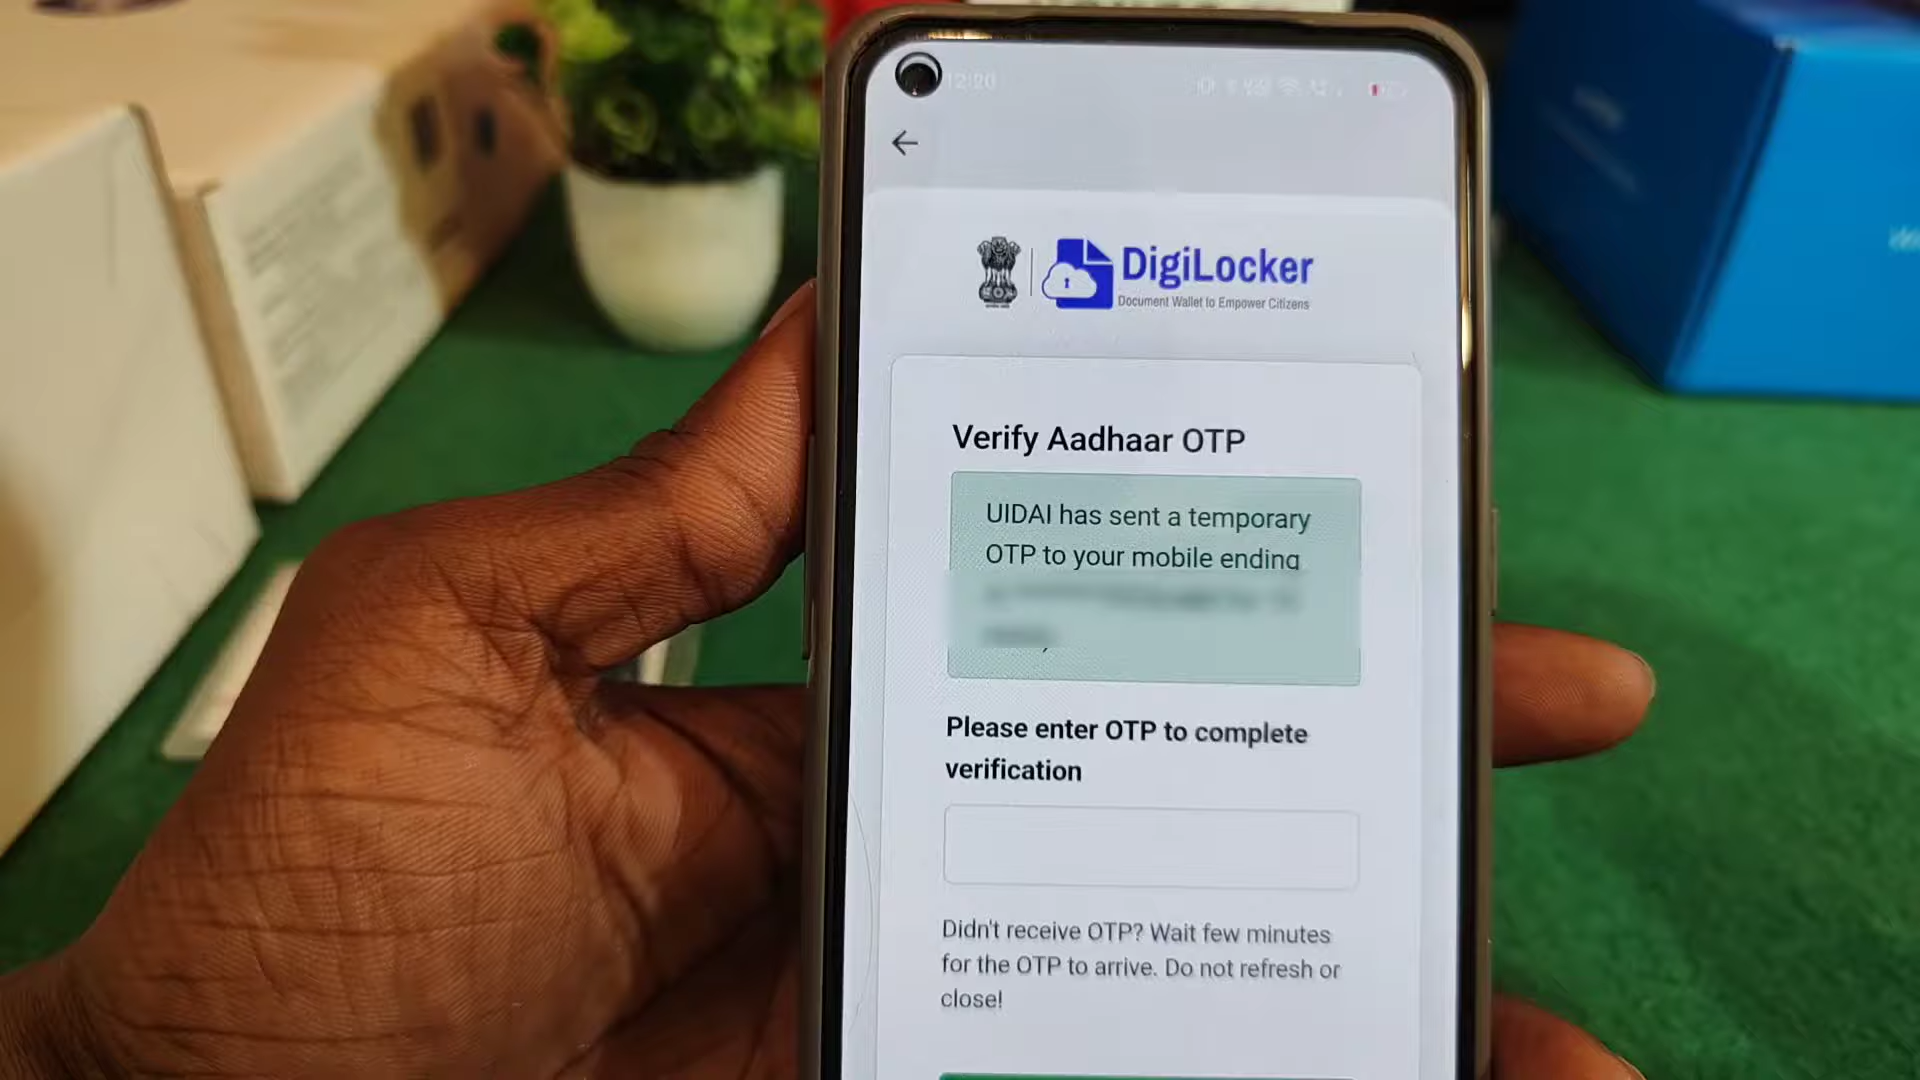 12:20
DigiLocker
Document Wallet to Empower Citizens
Verify Aadhaar OTP
UIDAI has sent a temporary
OTP to your mobile ending
Please enter OTP to complete
verification
Didn't receive OTP? Wait few minutes
for the OTP to arrive. Do not refresh or
close!